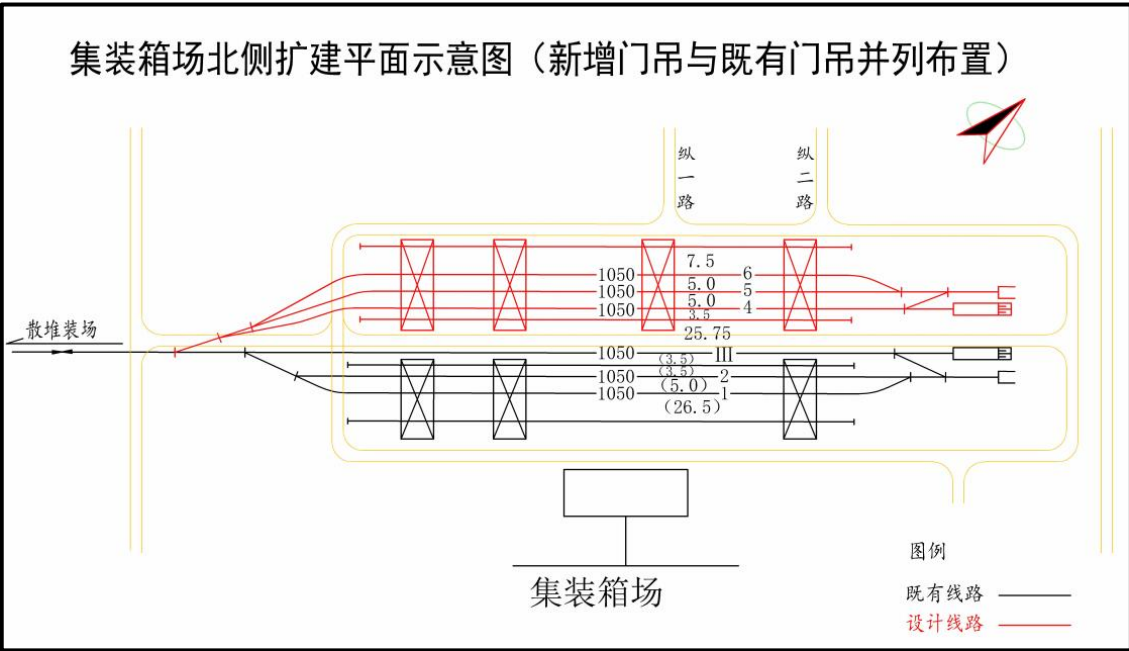 集装箱场北侧扩建平面示意图（新增门吊与既有门吊并列布置）
纵一路
纵二路
7.5
1050 6
5.0
1050 5
5.0
1050 4
3.5
25.75
散堆装场
1050 III
(3.5)
(3.5)
1050 2
(5.0)
1050 1
(26.5)
集装箱场
图例
既有线路
设计线路